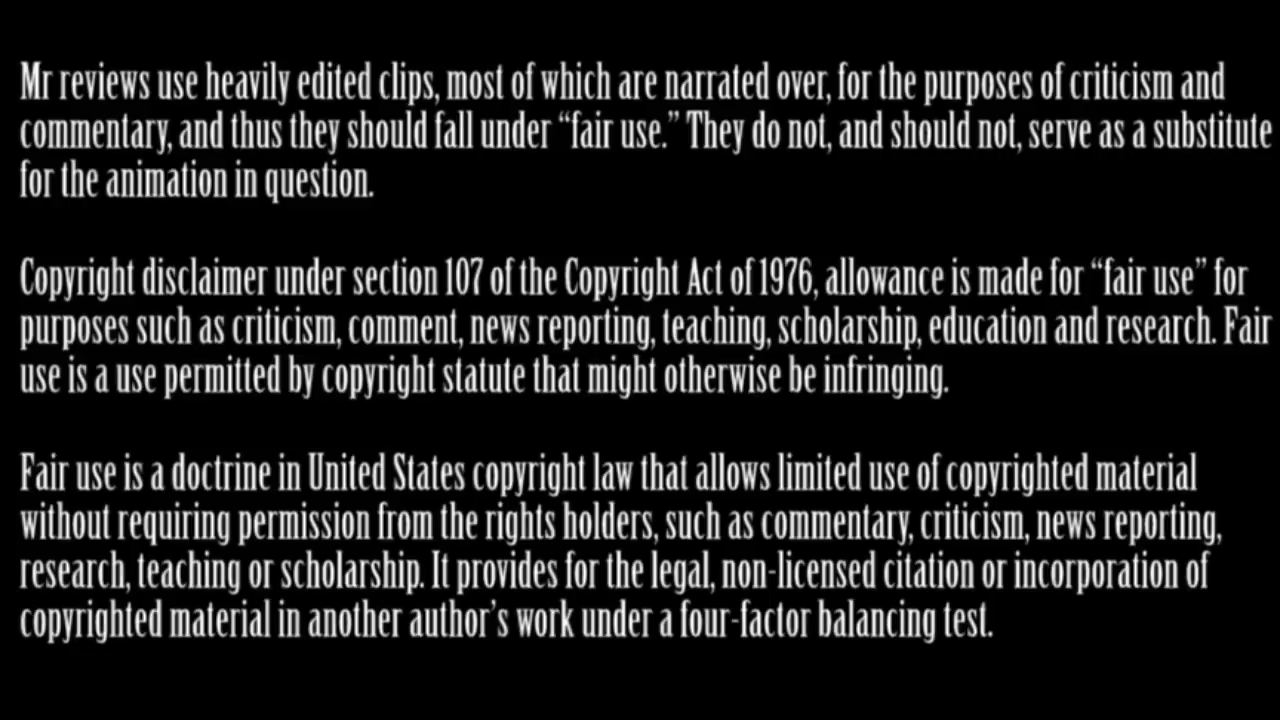 Mr reviews use heavily edited clips, most of which are narrated over, for the purposes of criticism and
commentary, and thus they should fall under “fair use.” They do not, and should not, serve as a substitute
for the animation in question.
Copyright disclaimer under section 107 of the Copyright Act of 1976, allowance is made for “fair use” for
purposes such as criticism, comment, news reporting, teaching, scholarship, education and research. Fair
use is a use permitted by copyright statute that might otherwise be infringing.
Fair use is a doctrine in United States copyright law that allows limited use of copyrighted material
without requiring permission from the rights holders, such as commentary, criticism, news reporting,
research, teaching or scholarship. It provides for the legal, non-licensed citation or incorporation of
copyrighted material in another author’s work under a four-factor balancing test.